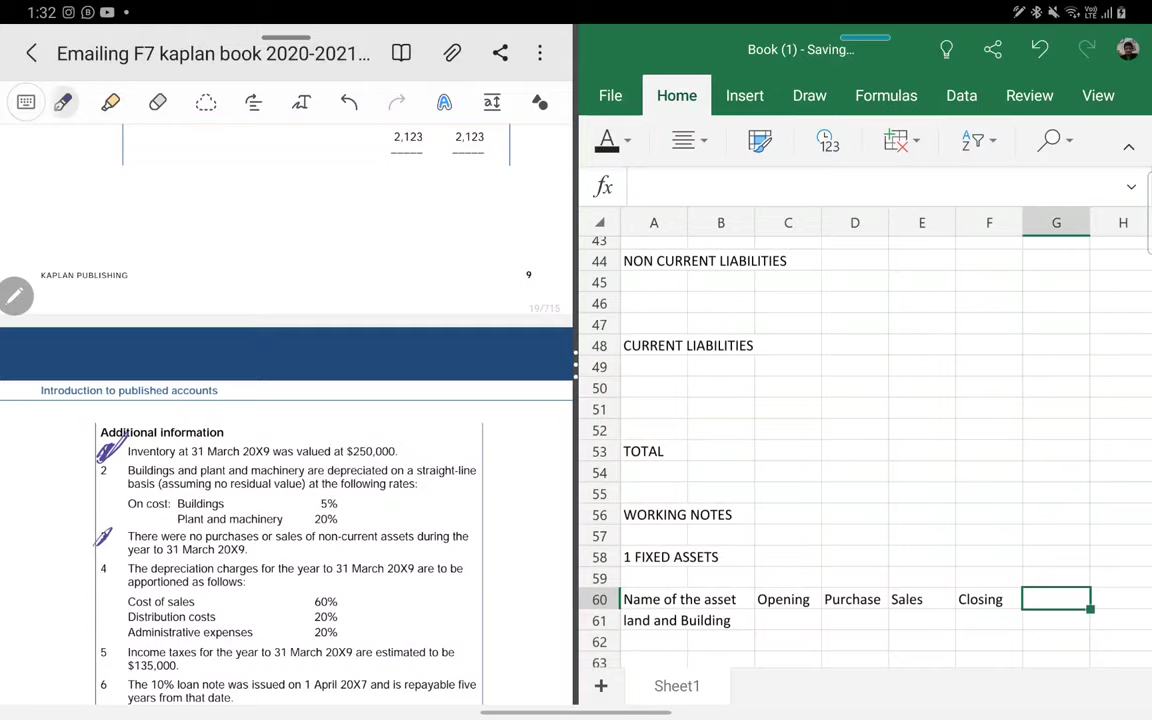 1:32
Emailing F7 kaplan book 2020-2021...
2,123 2,123
KAPLAN PUBLISHING 9
19/715
Introduction to published accounts
Additional information
Inventory at 31 March 20X9 was valued at $250,000.
2 Buildings and plant and machinery are depreciated on a straight-line
basis (assuming no residual value) at the following rates:
On cost: Buildings 5%
Plant and machinery 20%
There were no purchases or sales of non-current assets during the
year to 31 March 20X9.
4 The depreciation charges for the year to 31 March 20X9 are to be
apportioned as follows:
Cost of sales 60%
Distribution costs 20%
Administrative expenses 20%
5 Income taxes for the year to 31 March 20X9 are estimated to be
$135,000.
6 The 10% loan note was issued on 1 April 20X7 and is repayable five
years from that date.
Book (1) - Saving...
File Home Insert Draw Formulas Data Review View
A 123 A Z
fx
A B C D E F G H
43
44 NON CURRENT LIABILITIES
45
46
47
48 CURRENT LIABILITIES
49
50
51
52
53 TOTAL
54
55
56 WORKING NOTES
57
58 1 FIXED ASSETS
59
60 Name of the asset Opening Purchase Sales Closing
61 land and Building
62
63
+ Sheet1